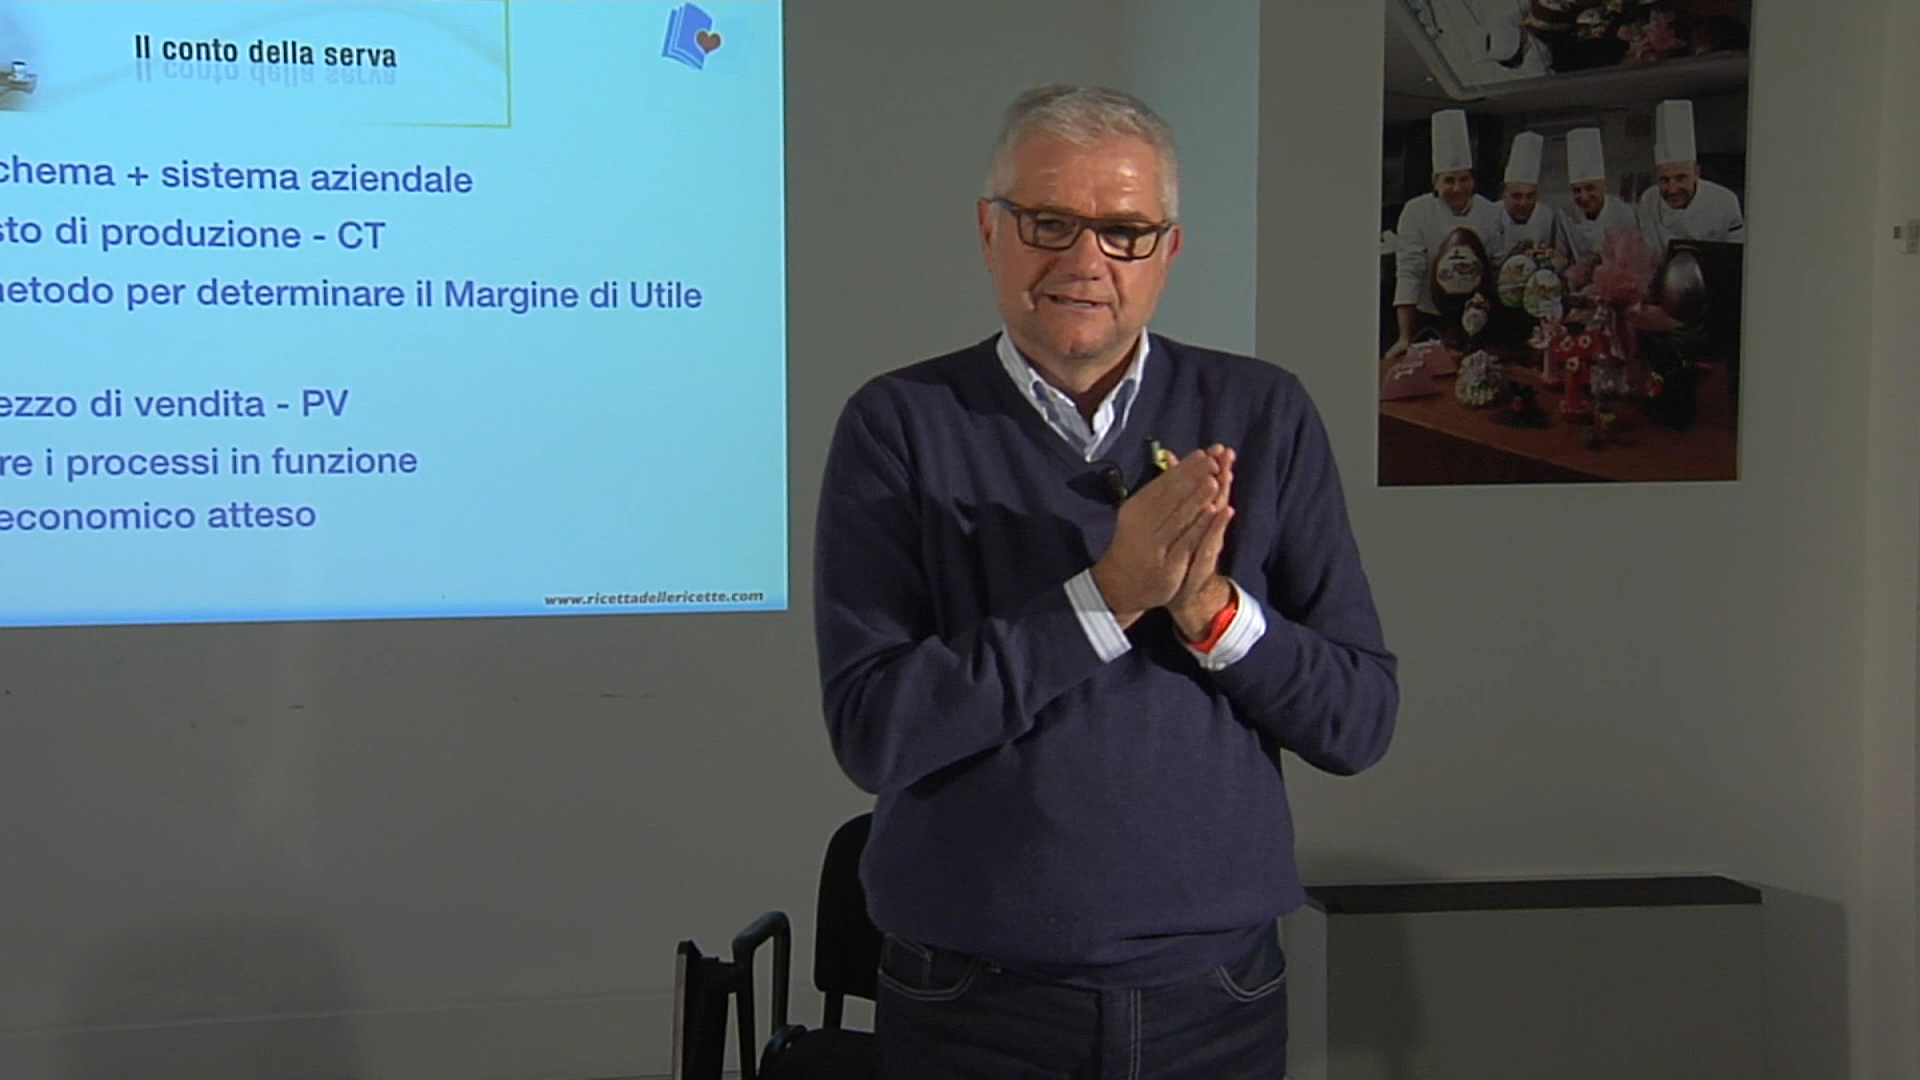 Il conto della serva
chema + sistema aziendale
sto di produzione - CT
etodo per determinare il Margine di Utile
ezzo di vendita - PV
re i processi in funzione
economico atteso
www.ricettadellericette.com